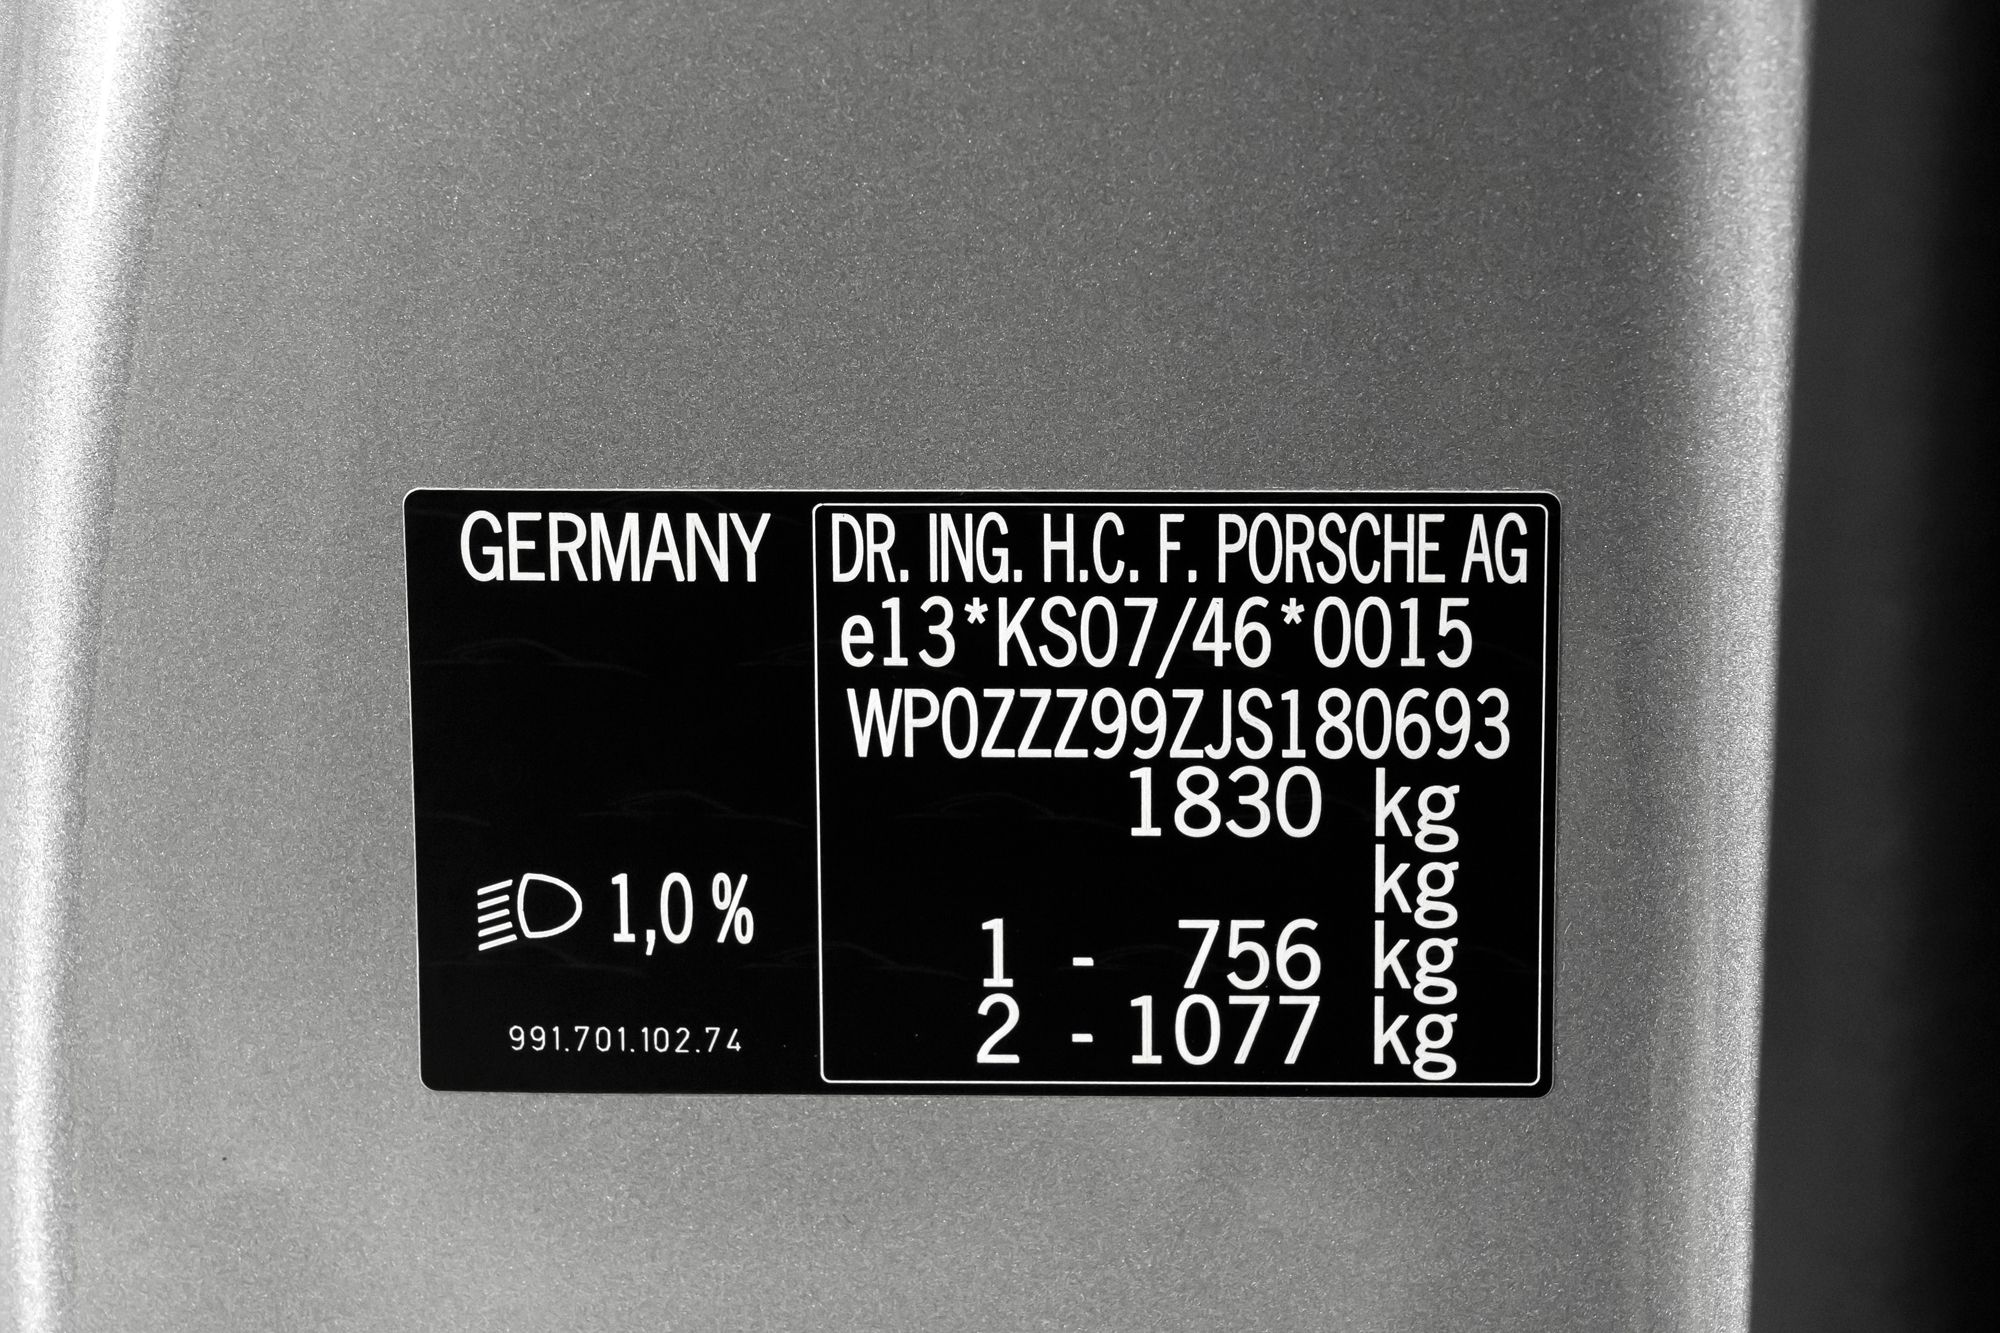 GERMANY
1,0 %
991.701.102.74
DR. ING. H.C. F. PORSCHE AG
e13*KS07/46*0015
WP0ZZZ99ZJS180693
1830 kg
kg
1 - 756 kg
2 - 1077 kg